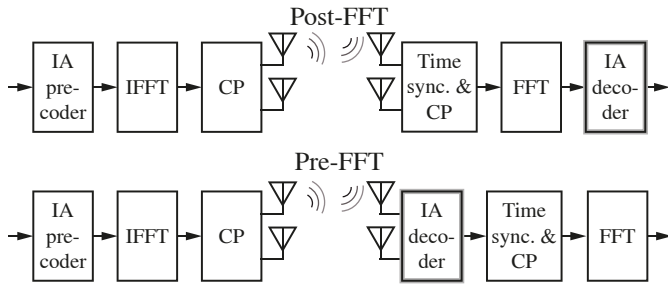 Post-FFT
IA
pre-
coder
IFFT
CP
Time
sync. &
CP
FFT
IA
deco-
der
Pre-FFT
IA
pre-
coder
IFFT
CP
IA
deco-
der
Time
sync. &
CP
FFT